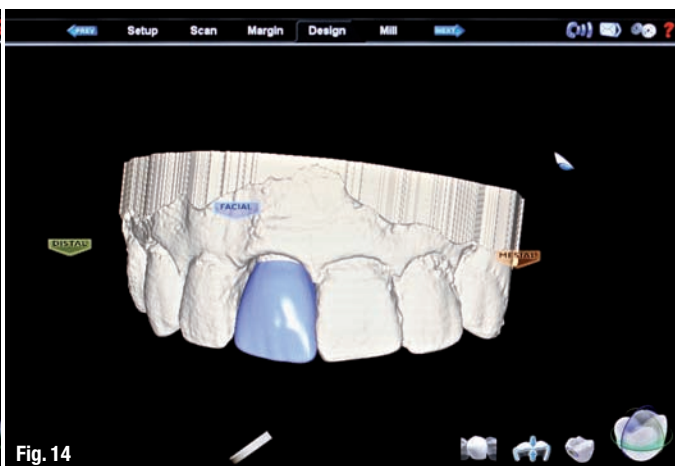 PREV Setup Scan Margin Design Mill NEXT ?
FACIAL
DISTAL
MESIAL
Fig. 14